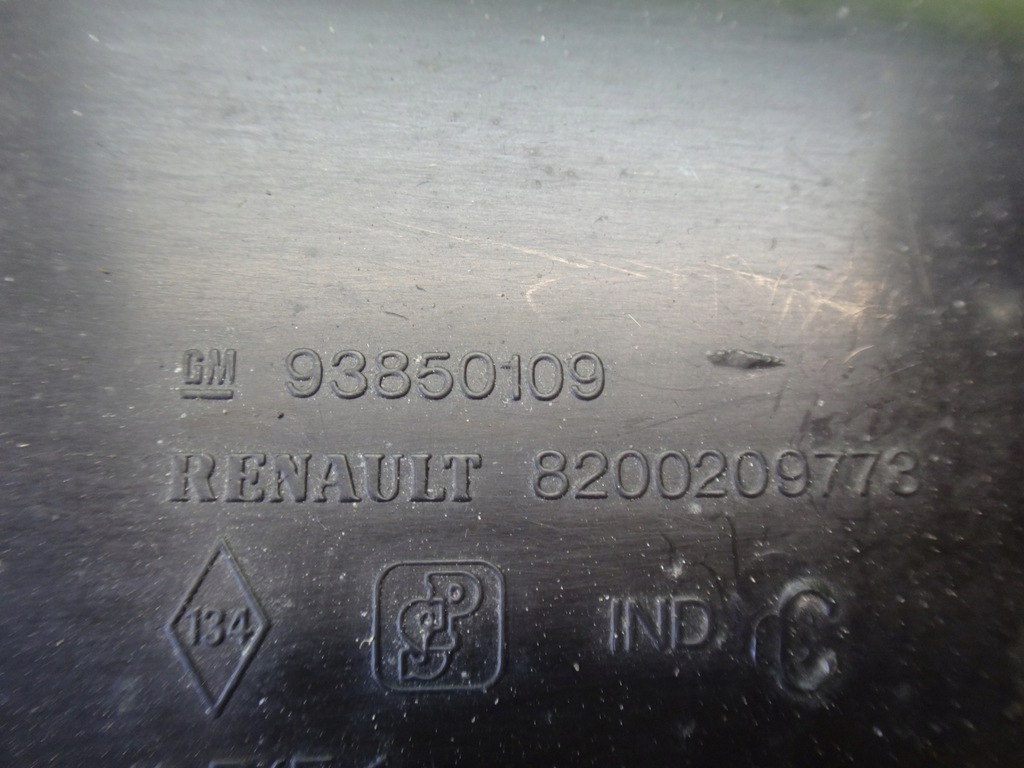 GM 93850109
RENAULT 8200209773
134 IND C